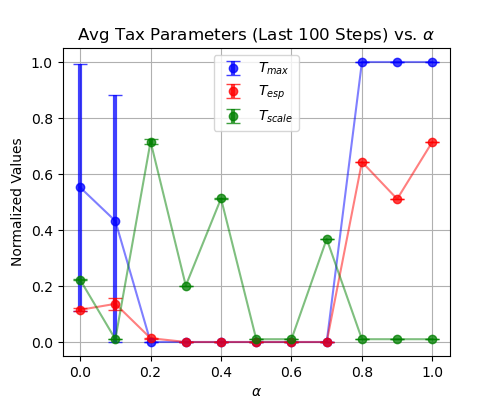 Avg Tax Parameters (Last 100 Steps) vs. α
T_max
T_esp
T_scale
Normalized Values
1.0
0.8
0.6
0.4
0.2
0.0
0.0 0.2 0.4 0.6 0.8 1.0
α